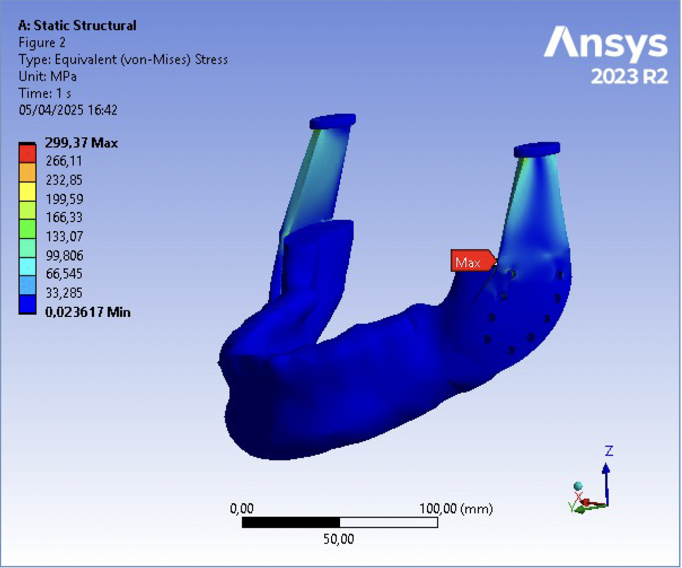 A: Static Structural
Figure 2
Type: Equivalent (von-Mises) Stress
Unit: MPa
Time: 1 s
05/04/2025 16:42
Ansys
2023 R2
299,37 Max
266,11
232,85
199,59
166,33
133,07
99,806
66,545
33,285
0,023617 Min
Max
Z
X
Y
0,00
100,00 (mm)
50,00